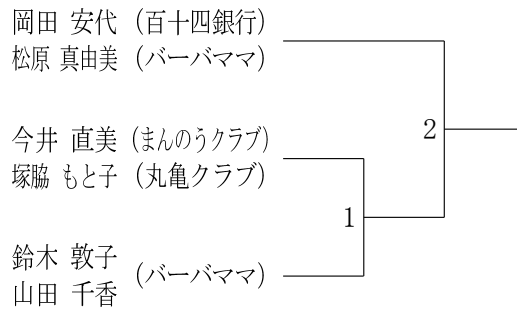 岡田 安代 (百十四銀行)
松原 真由美 (バーバママ)
2
今井 直美 (まんのうクラブ)
塚脇 もと子 (丸亀クラブ)
1
鈴木 敦子
(バーバママ)
山田 千香